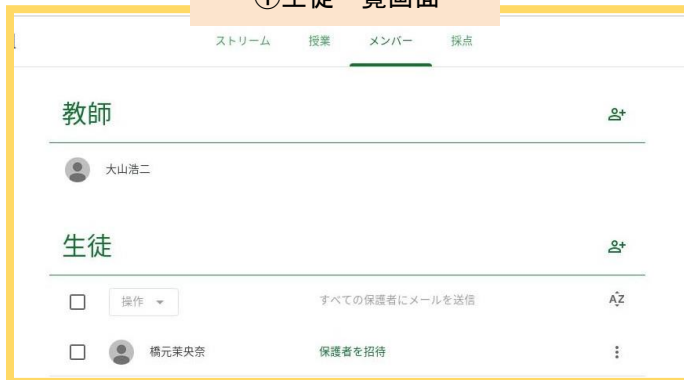 ①生徒一覧画面
ストリーム 授業 メンバー 採点
教師
大山浩二
生徒
操作 すべての保護者にメールを送信 AZ
橋元茉央奈 保護者を招待